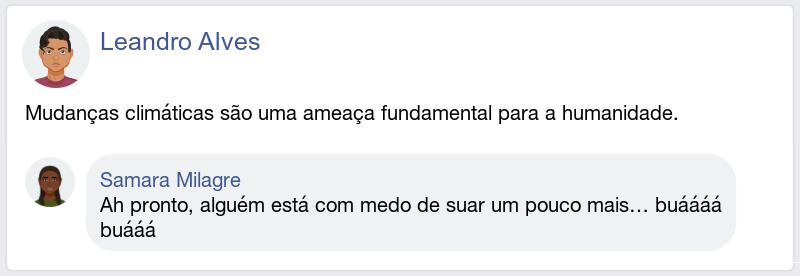 Leandro Alves
Mudanças climáticas são uma ameaça fundamental para a humanidade.
Samara Milagre
Ah pronto, alguém está com medo de suar um pouco mais... buáááá
buááá